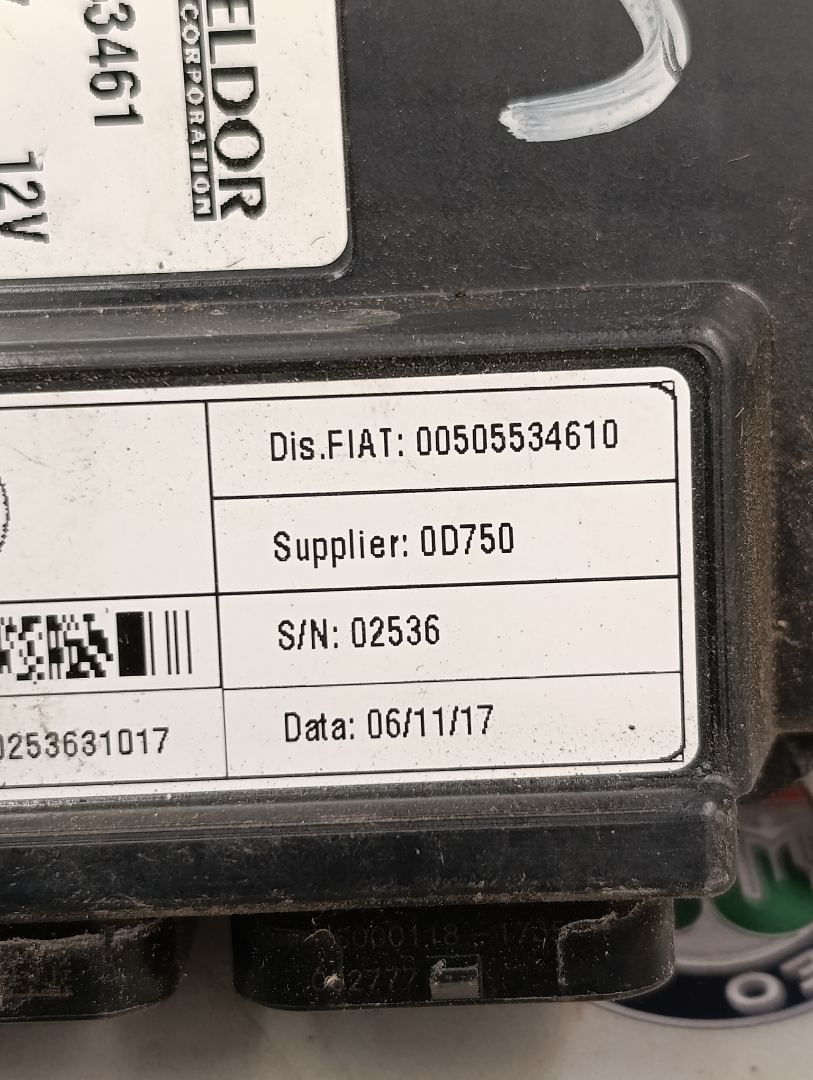 ELDOR
CORPORATION
3461
12V
Dis.FIAT: 00505534610
Supplier: 0D750
S/N: 02536
Data: 06/11/17
0253631017